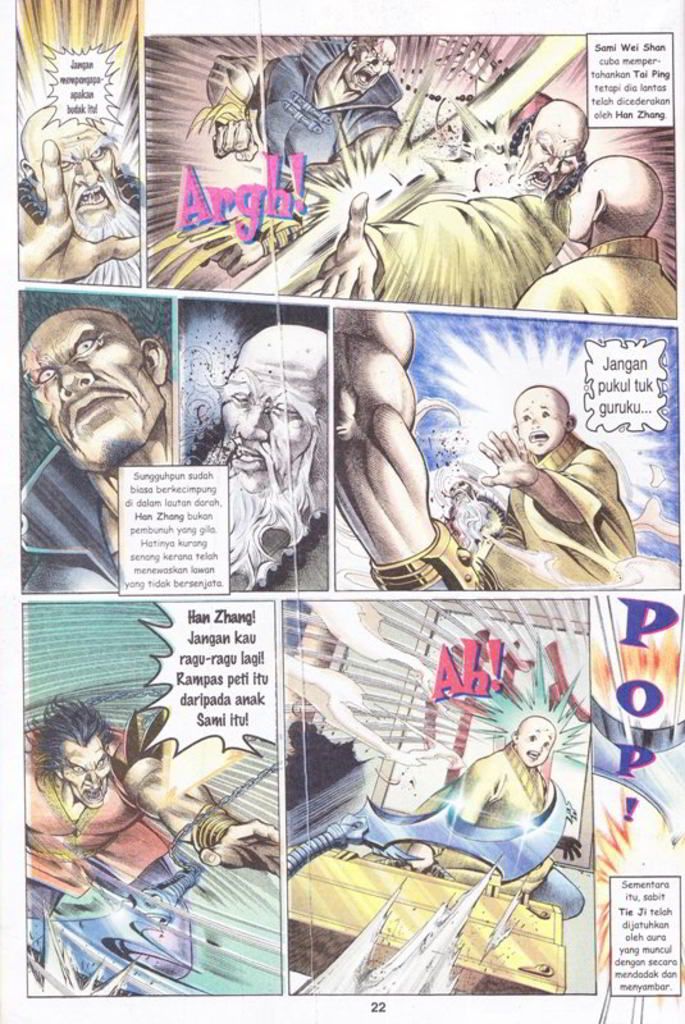 Jangan
mempengapa-
apakan
budak itu!
Argh!
Sami Wei Shan
cuba memper-
tahankan Tai Ping
tetapi dia lantas
telah dicederakan
oleh Han Zhang.
Sungguhpun sudah
biasa berkecimpung
di dalam lautan darah,
Han Zhang bukan
pembunuh yang gila.
Hatinya kurang
senang kerana telah
menewaskan lawan
yang tidak bersenjata.
Jangan
pukul tuk
guruku...
Han Zhang!
Jangan kau
ragu-ragu lagi!
Rampas peti itu
daripada anak
Sami itu!
Ah!
POP!
Sementara
itu, sabit
Tie Ji telah
dijatuhkan
oleh aura
yang muncul
dengan secara
mendadak dan
menyambar.
22